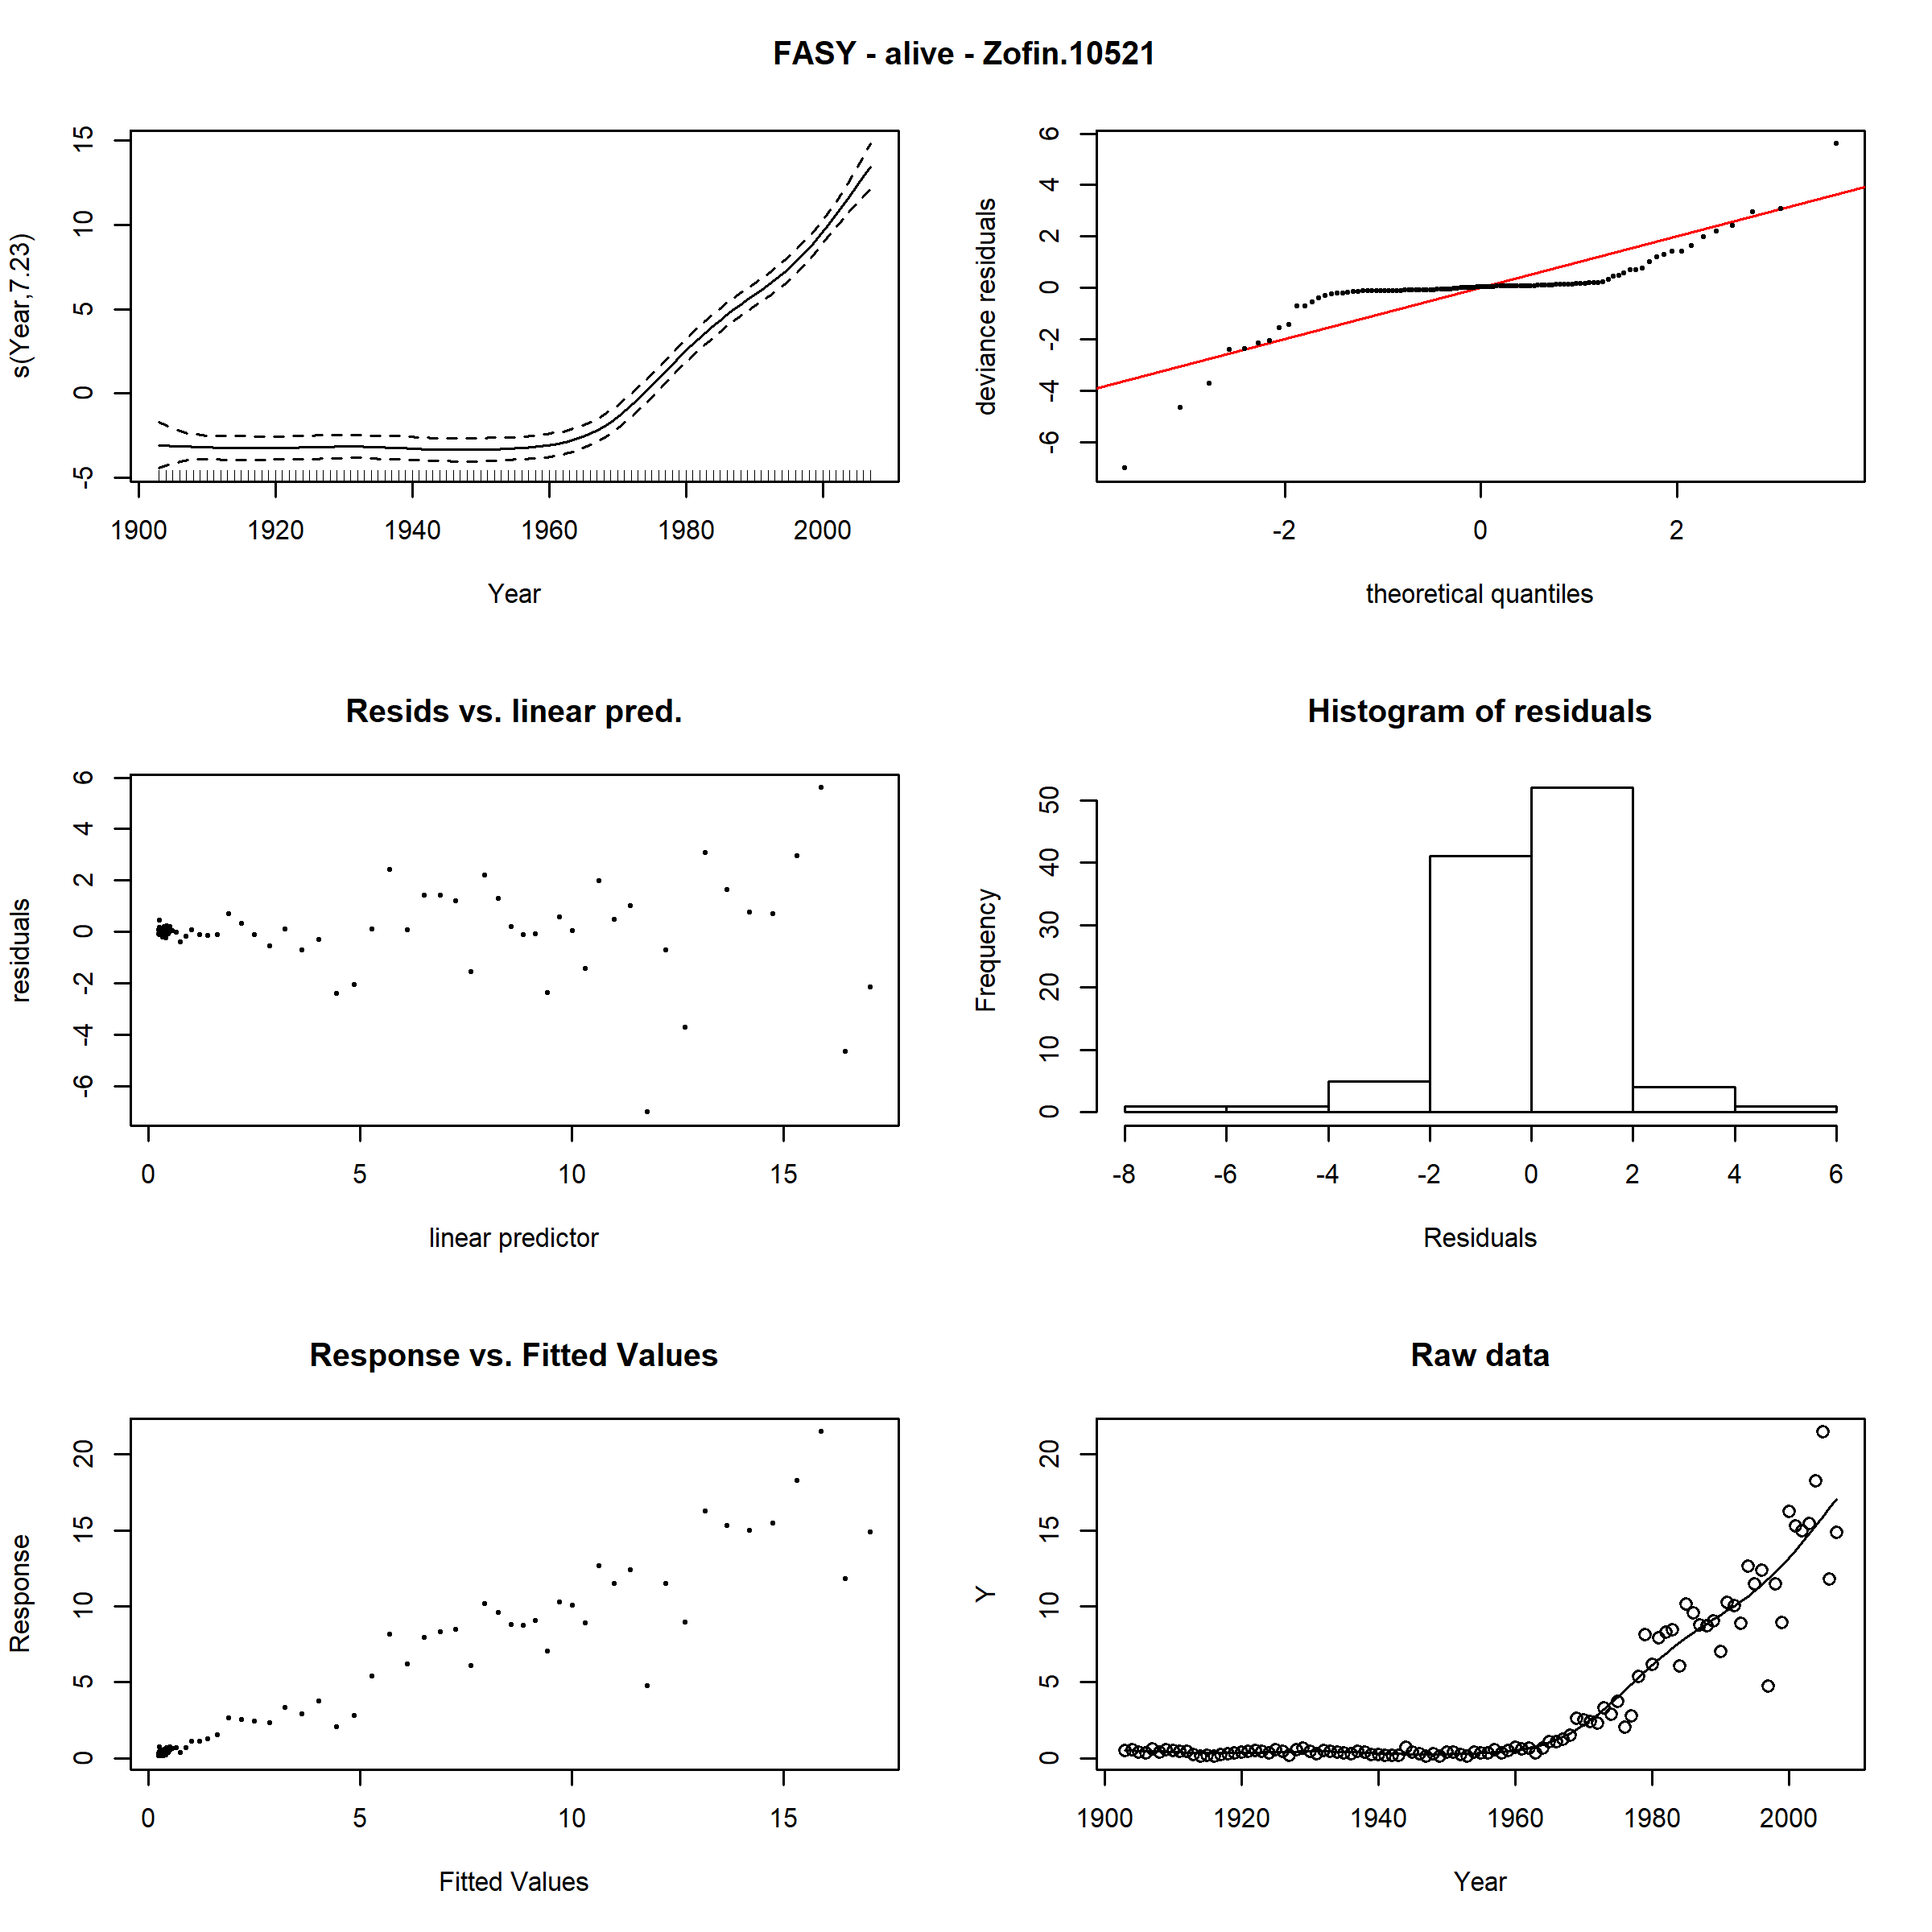 FASY - alive - Zofin.10521
s(Year,7.23)
15
10
5
0
-5
1900 1920 1940 1960 1980 2000
Year
deviance residuals
6
4
2
0
-2
-4
-6
-2 0 2
theoretical quantiles
Resids vs. linear pred.
residuals
6
4
2
0
-2
-4
-6
0 5 10 15
linear predictor
Histogram of residuals
Frequency
50
40
30
20
10
0
-8 -6 -4 -2 0 2 4 6
Residuals
Response vs. Fitted Values
Response
20
15
10
5
0
0 5 10 15
Fitted Values
Raw data
Y
20
15
10
5
0
1900 1920 1940 1960 1980 2000
Year